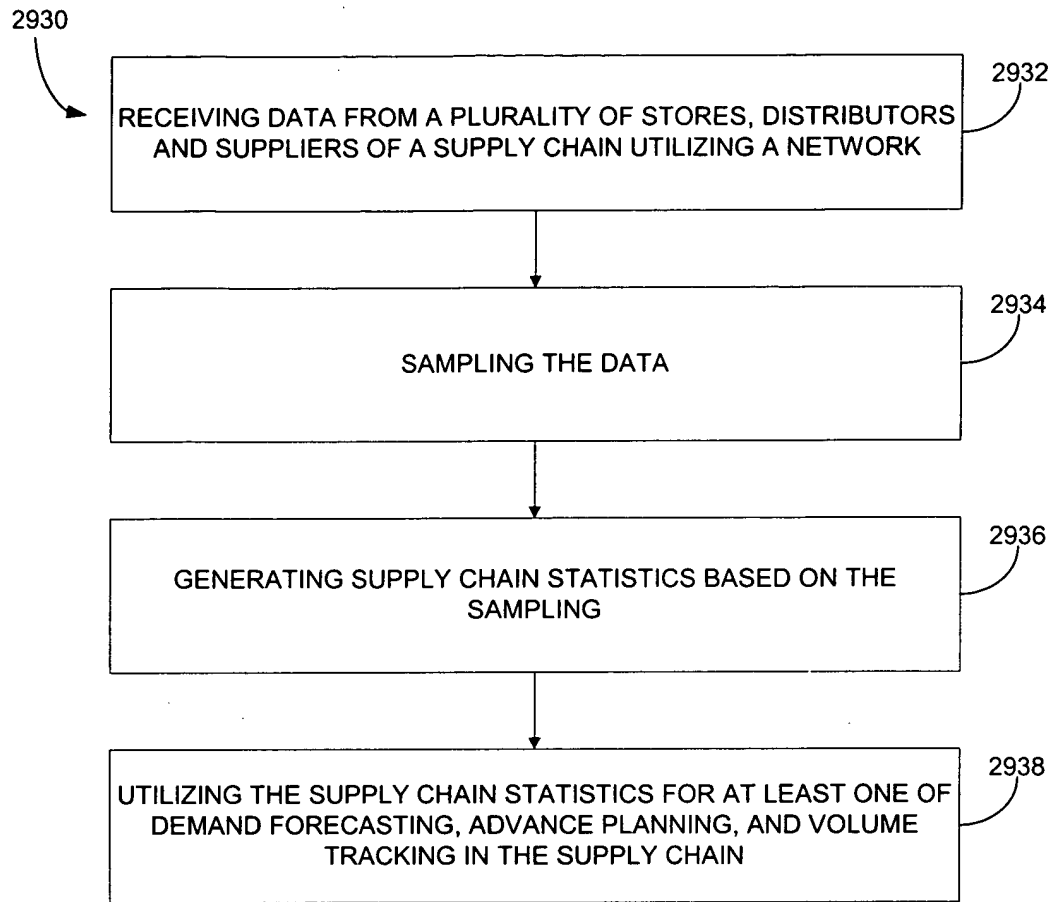 2930
2932
RECEIVING DATA FROM A PLURALITY OF STORES, DISTRIBUTORS
AND SUPPLIERS OF A SUPPLY CHAIN UTILIZING A NETWORK
2934
SAMPLING THE DATA
2936
GENERATING SUPPLY CHAIN STATISTICS BASED ON THE
SAMPLING
2938
UTILIZING THE SUPPLY CHAIN STATISTICS FOR AT LEAST ONE OF
DEMAND FORECASTING, ADVANCE PLANNING, AND VOLUME
TRACKING IN THE SUPPLY CHAIN